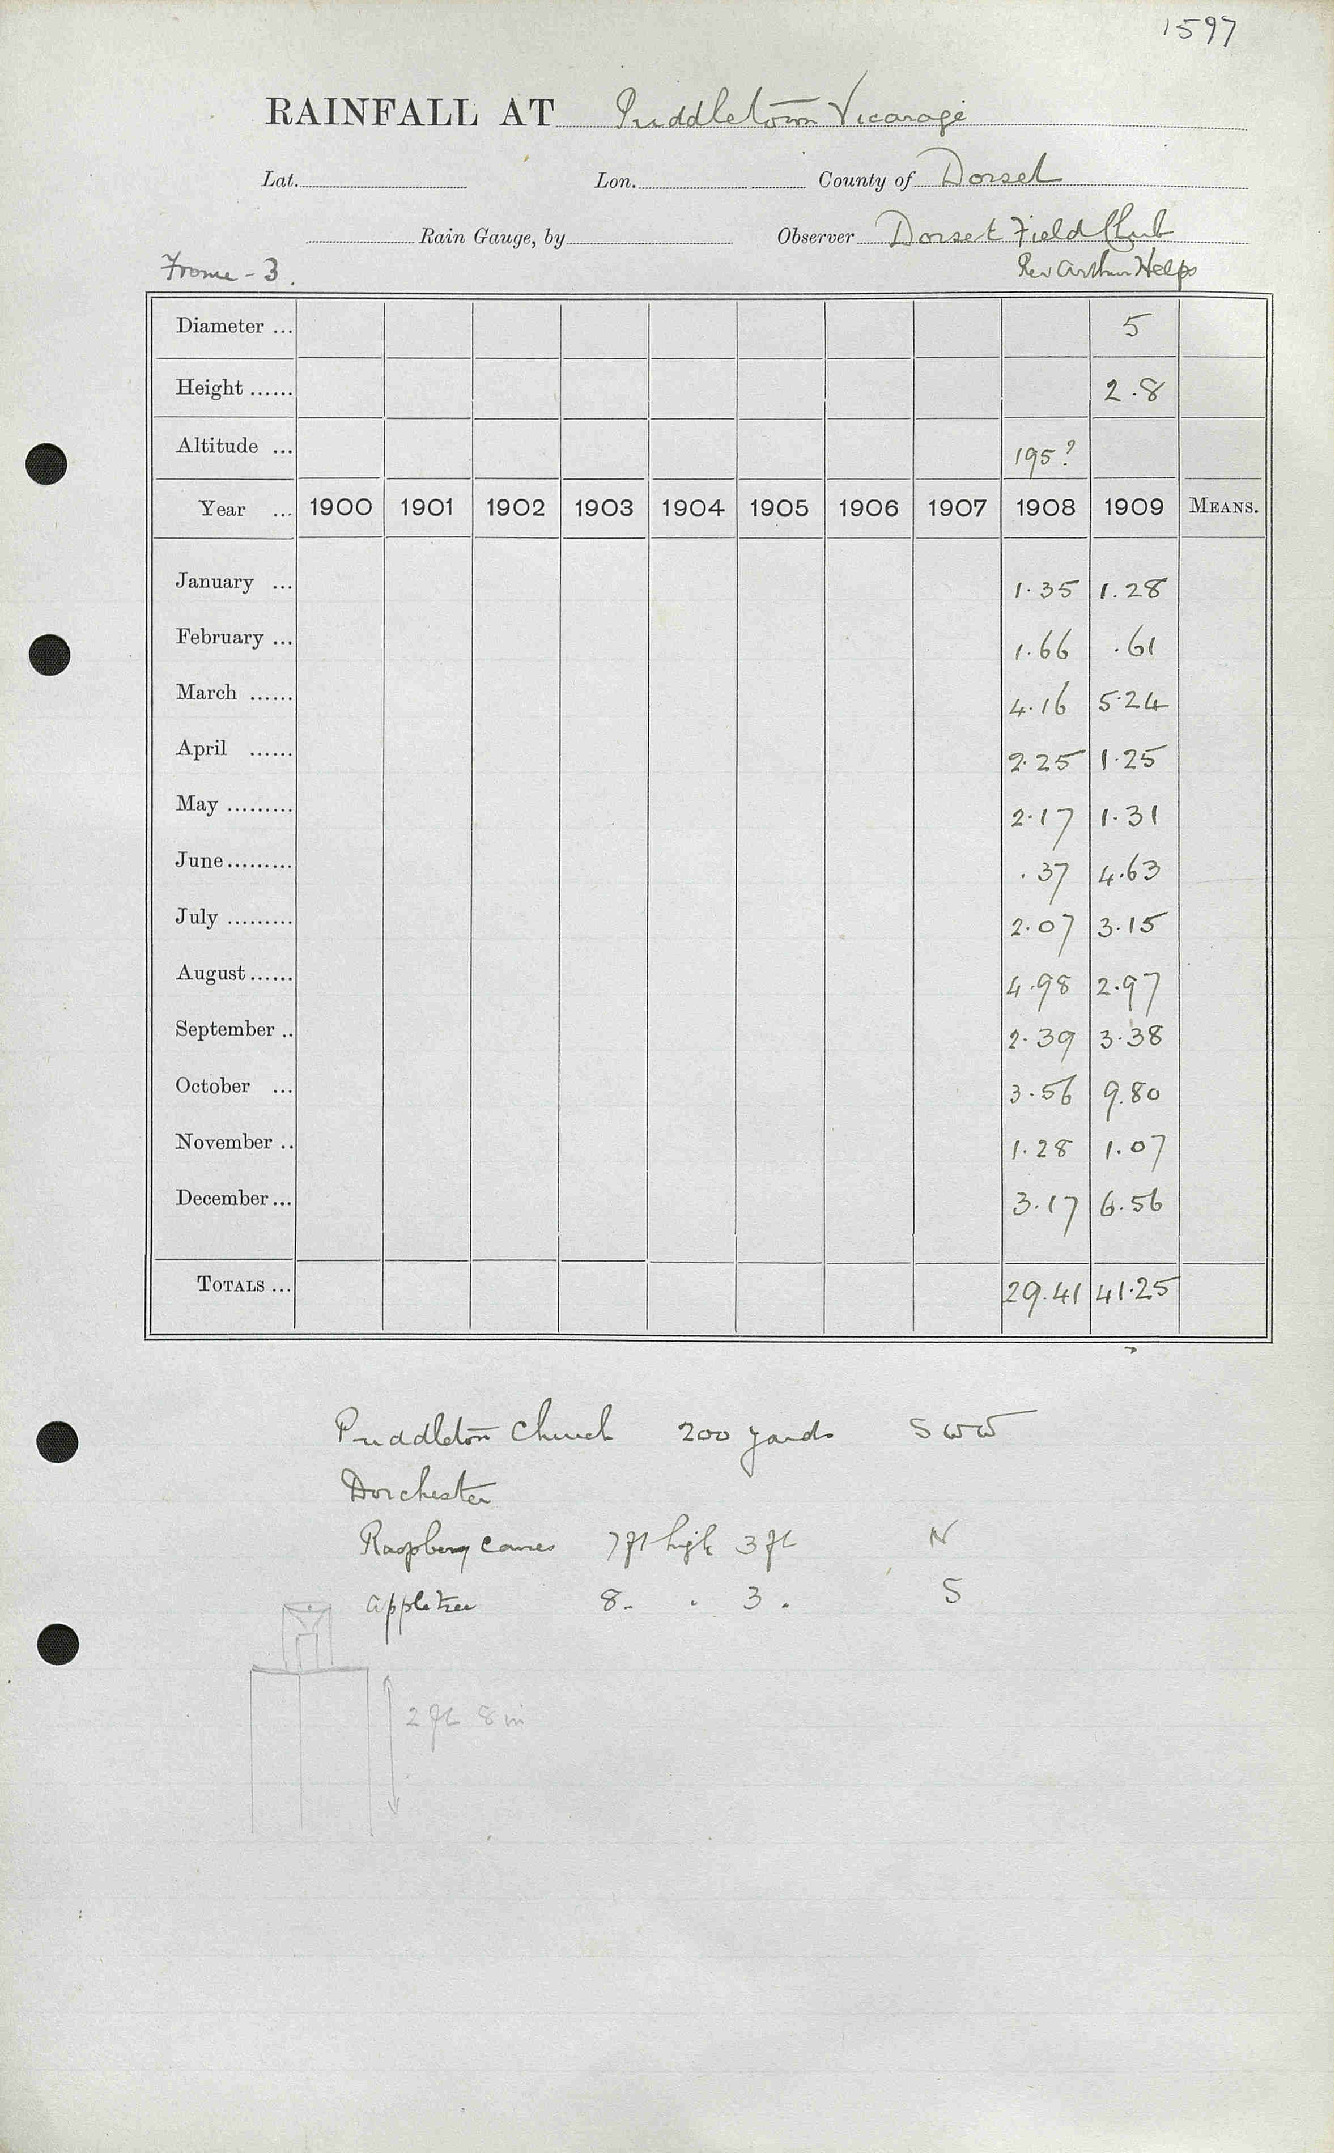 1597
RAINFALL AT Puddletown Vicarage
Lat. Lon. County of Dorset
Rain Gauge, by Observer Dorset Field Club
Frome - 3. Rev Arthur Helps
Diameter ... 5
Height ...... 2.8
Altitude ... 195?
Year ... 1900 1901 1902 1903 1904 1905 1906 1907 1908 1909 MEANS.
January ... 1.35 1.28
February ... 1.66 .61
March ...... 4.16 5.24
April ...... 2.25 1.25
May ......... 2.17 1.31
June ......... .37 4.63
July ......... 2.07 3.15
August ...... 4.98 2.97
September .. 2.39 3.38
October ... 3.56 9.80
November .. 1.28 1.07
December ... 3.17 6.56
TOTALS ... 29.41 41.25
Puddleton Church 200 yards SWW
Dorchester
Raspberry canes 7ft high 3 ft N
apple tree 8 . . 3 . S
2 ft 8 in